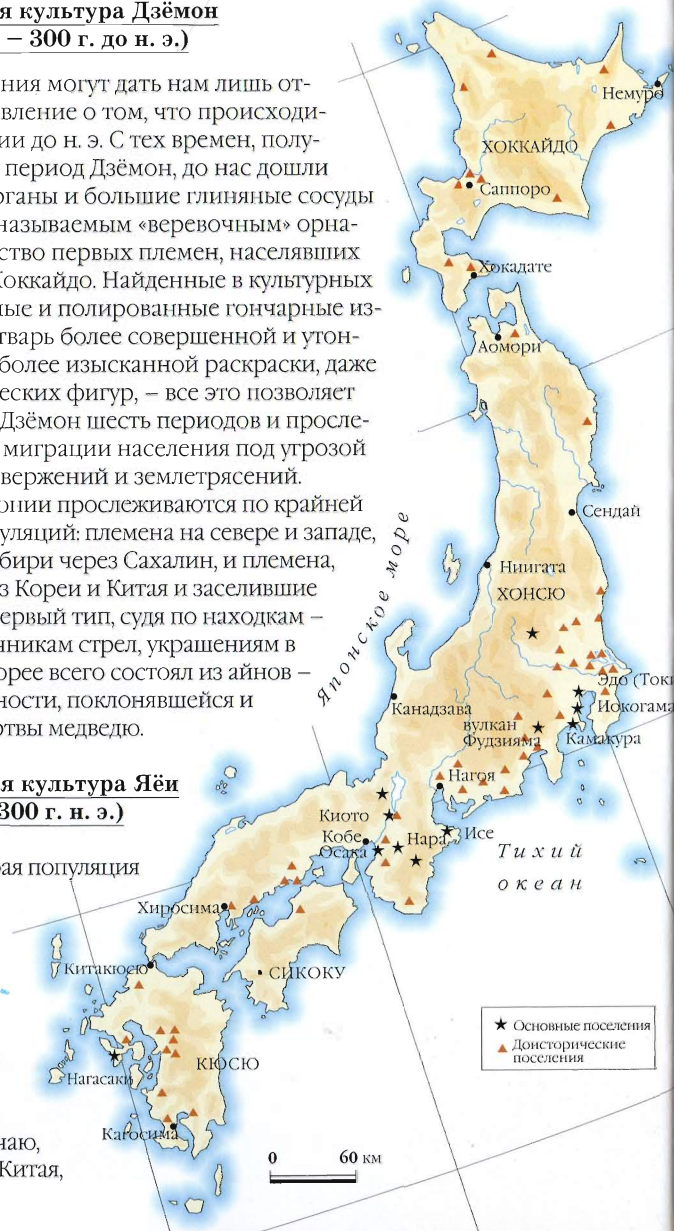 я культура Дзёмон
– 300 г. до н. э.)
ния могут дать нам лишь от-
вление о том, что происходи-
ии до н. э. С тех времен, полу-
период Дзёмон, до нас дошли
рганы и большие глиняные сосуды
называемым «веревочным» орна-
ство первых племен, населявших
Хоккайдо. Найденные в культурных
ные и полированные гончарные из-
тварь более совершенной и утон-
более изысканной раскраски, даже
еских фигур, – все это позволяет
Дзёмон шесть периодов и просле-
миграции населения под угрозой
вержений и землетрясений.
онии прослеживаются по крайней
уляций: племена на севере и западе,
бири через Сахалин, и племена,
з Кореи и Китая и заселившие
ервый тип, судя по находкам –
чникам стрел, украшениям в
орее всего состоял из айнов –
ности, поклонявшейся и
ртвы медведю.
я культура Яёи
300 г. н. э.)
рая популяция
наю,
Китая,
Немуро
ХОККАЙДО
Саппоро
Хокадате
Аомори
Сендай
Ниигата
ХОНСЮ
Японское море
Эдо (Токи
Иокогама
Канадзава
вулкан
Фудзияма
Камакура
Нагоя
Киото
Кобе
Осака
Нара
Исе
Тихий
океан
Хиросима
Китакюсю
СИКОКУ
Нагасаки
КЮСЮ
Кагосима
Основные поселения
Доисторические
поселения
0 60 км